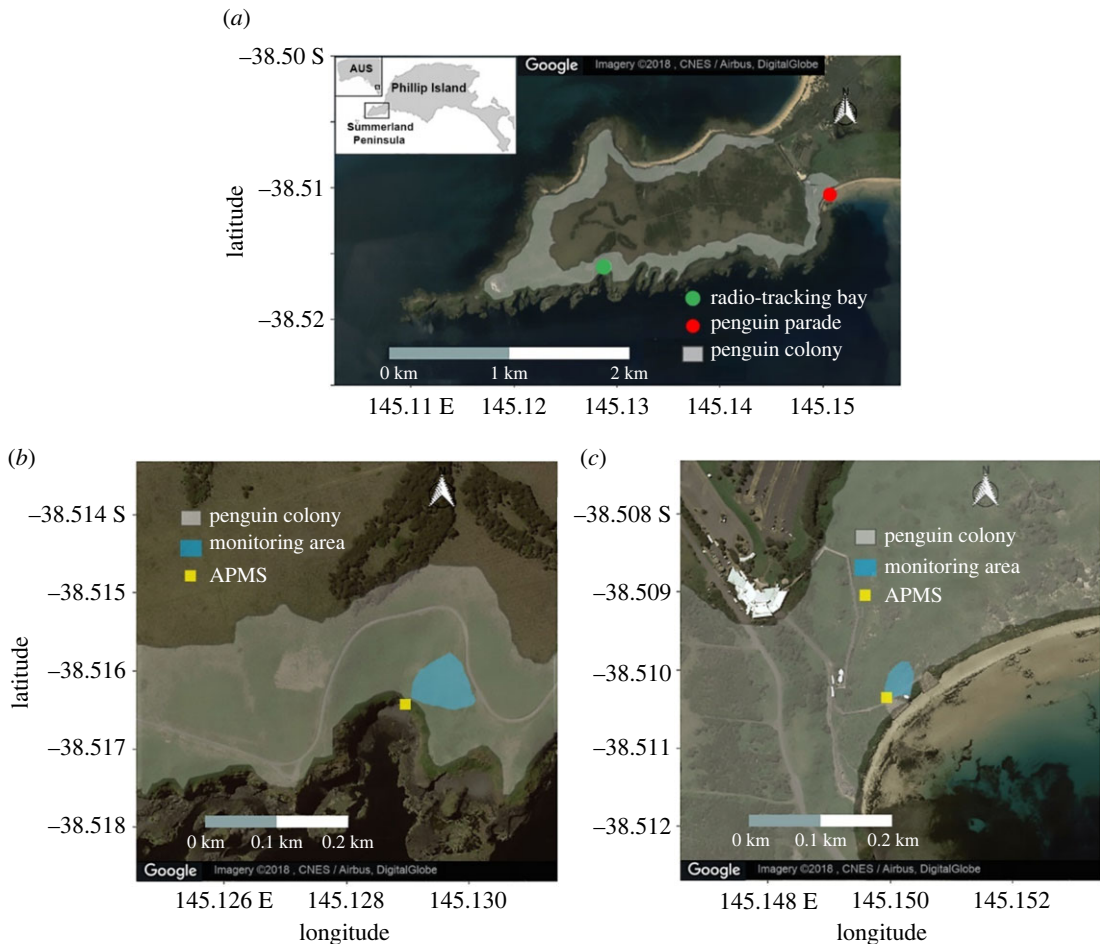 (a)
–38.50 S
–38.51
–38.52
latitude
AUS
Phillip Island
Summerland
Peninsula
Google Imagery ©2018 , CNES / Airbus, DigitalGlobe
N
radio-tracking bay
penguin parade
penguin colony
0 km 1 km 2 km
145.11 E 145.12 145.13 145.14 145.15
(b)
–38.514 S
–38.515
–38.516
–38.517
–38.518
latitude
N
penguin colony
monitoring area
APMS
0 km 0.1 km 0.2 km
Google Imagery ©2018 , CNES / Airbus, DigitalGlobe
145.126 E 145.128 145.130
longitude
(c)
–38.508 S
–38.509
–38.510
–38.511
–38.512
N
penguin colony
monitoring area
APMS
0 km 0.1 km 0.2 km
Google Imagery ©2018 , CNES / Airbus, DigitalGlobe
145.148 E 145.150 145.152
longitude